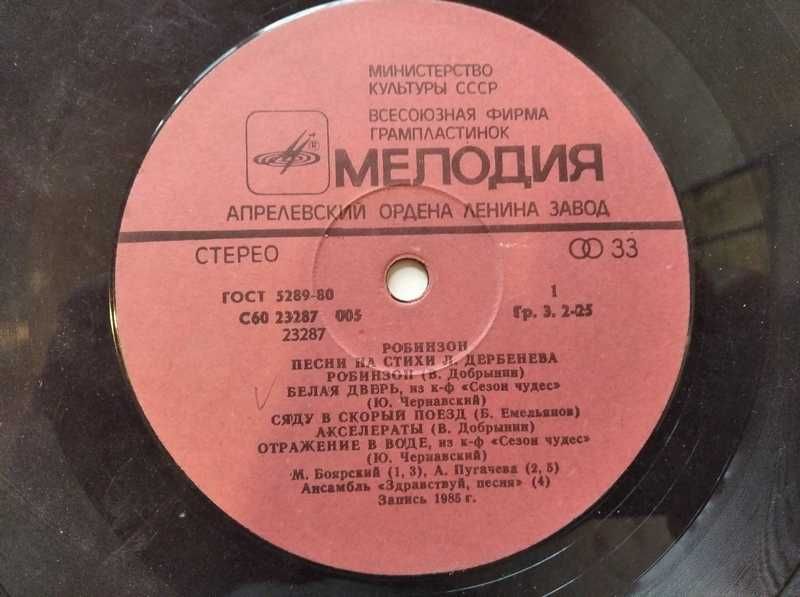 МИНИСТЕРСТВО
КУЛЬТУРЫ СССР
ВСЕСОЮЗНАЯ ФИРМА
ГРАМПЛАСТИНОК
МЕЛОДИЯ
АПРЕЛЕВСКИЙ ОРДЕНА ЛЕНИНА ЗАВОД
СТЕРЕО 33
ГОСТ 5289-80 1
С60 23287 005 Гр. 3. 2-25
23287
РОБИНЗОН
ПЕСНИ НА СТИХИ Л. ДЕРБЕНЕВА
РОБИНЗОН (В. Добрынин)
БЕЛАЯ ДВЕРЬ, из к-ф «Сезон чудес»
(Ю. Чернавский)
СЯДУ В СКОРЫЙ ПОЕЗД (Б. Емельянов)
АКСЕЛЕРАТЫ (В. Добрынин)
ОТРАЖЕНИЕ В ВОДЕ, из к-ф «Сезон чудес»
(Ю. Чернавский)
М. Боярский (1, 3), А. Пугачева (2, 5)
Ансамбль «Здравствуй, песня» (4)
Запись 1985 г.